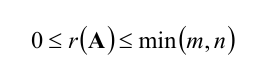 0 ≤ r(A) ≤ min(m, n)